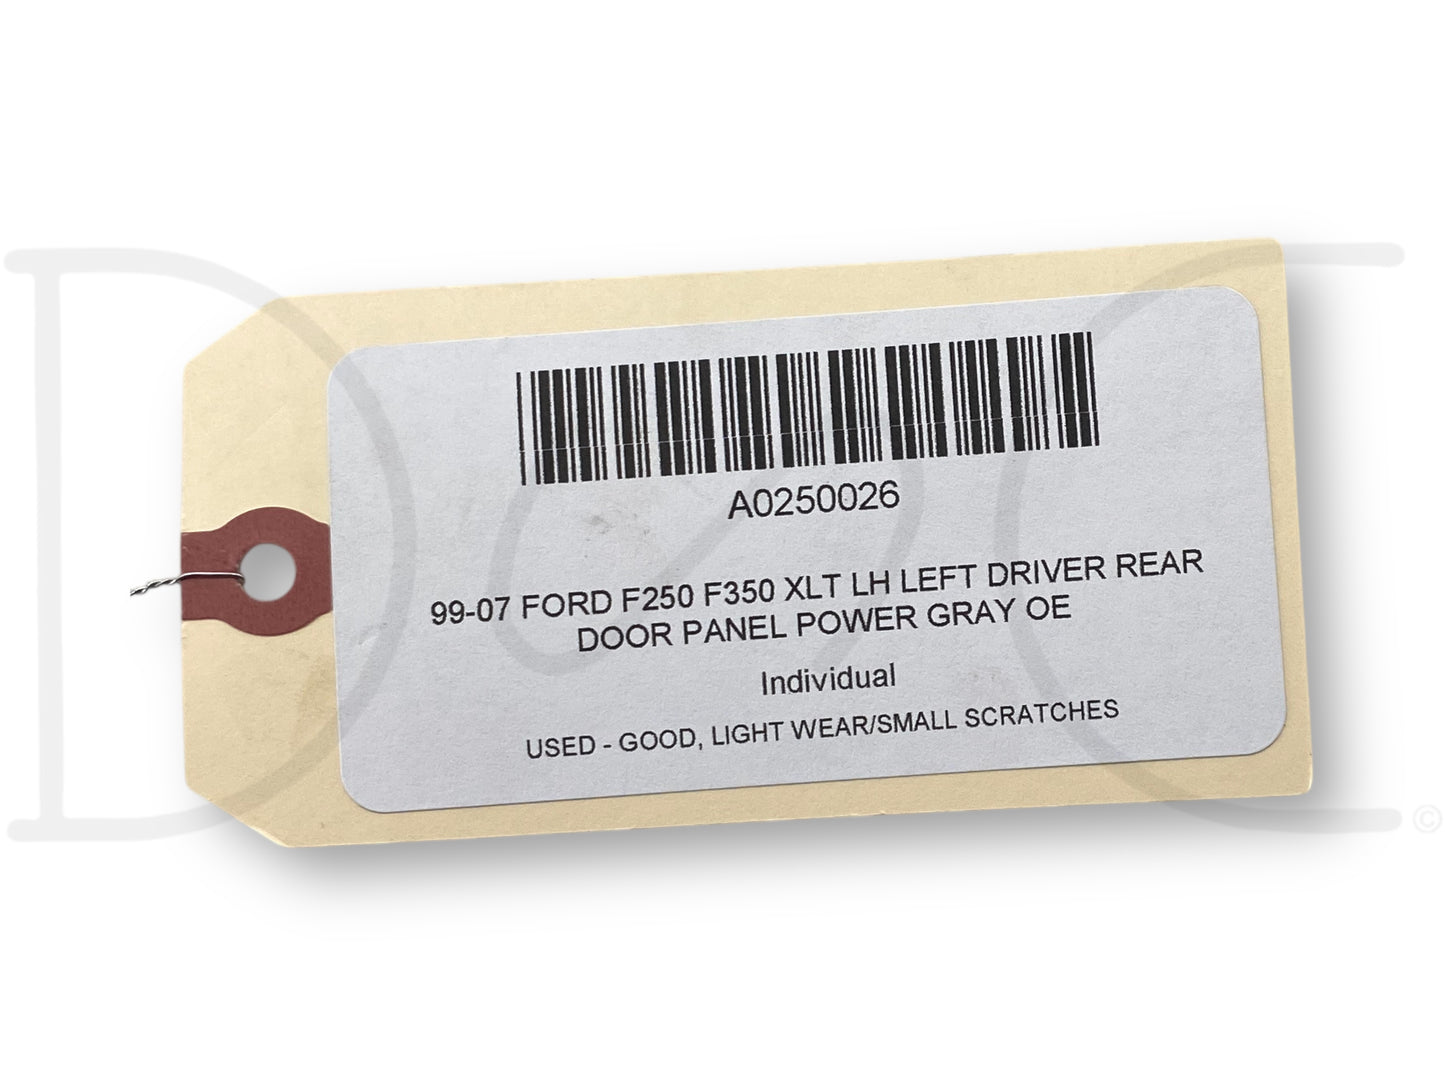 A0250026
99-07 FORD F250 F350 XLT LH LEFT DRIVER REAR
DOOR PANEL POWER GRAY OE
Individual
USED - GOOD, LIGHT WEAR/SMALL SCRATCHES
©